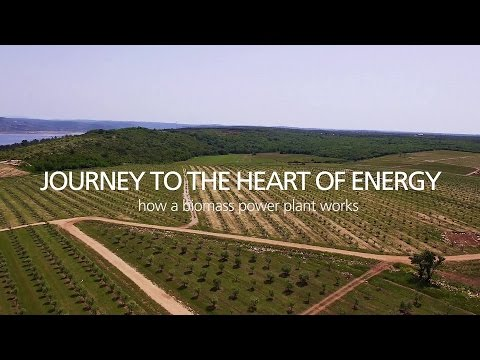 JOURNEY TO THE HEART OF ENERGY
how a biomass power plant works